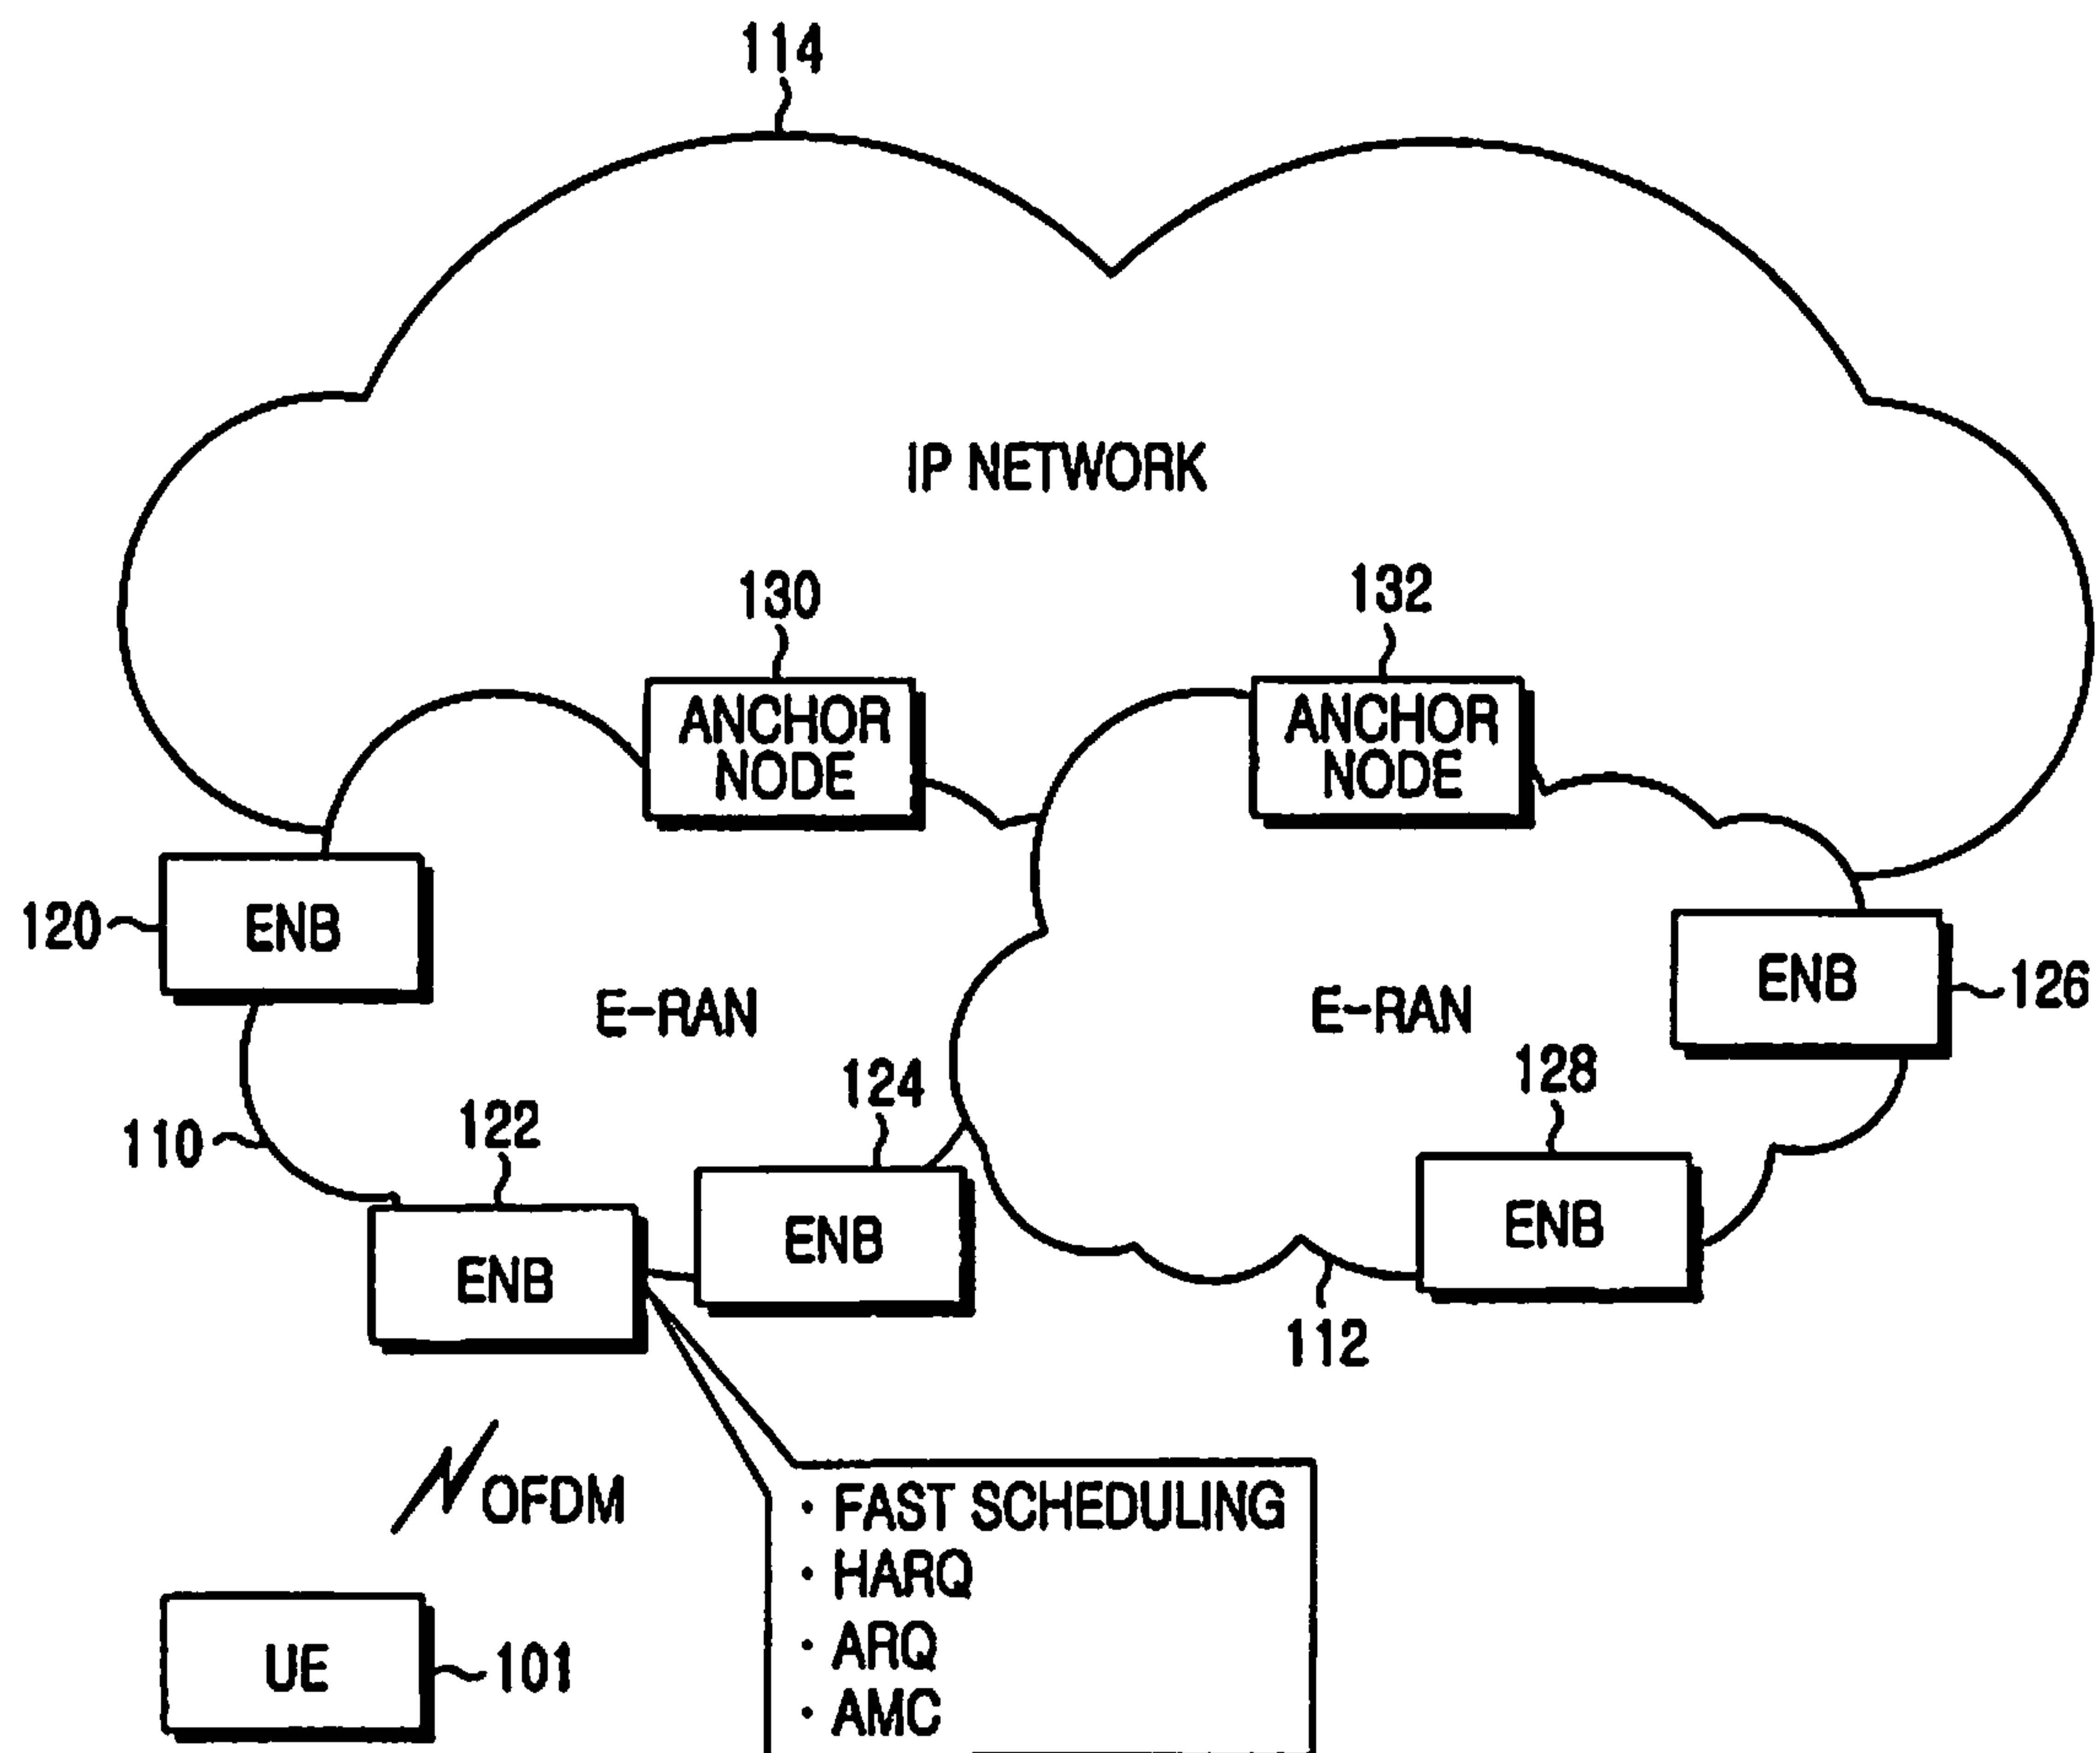 114
IP NETWORK
130
132
ANCHOR
NODE
ANCHOR
NODE
120
ENB
ENB
126
E-RAN
E-RAN
110
122
124
128
ENB
ENB
ENB
112
OFDM
· FAST SCHEDULING
· HARQ
· ARQ
· AMC
UE
101